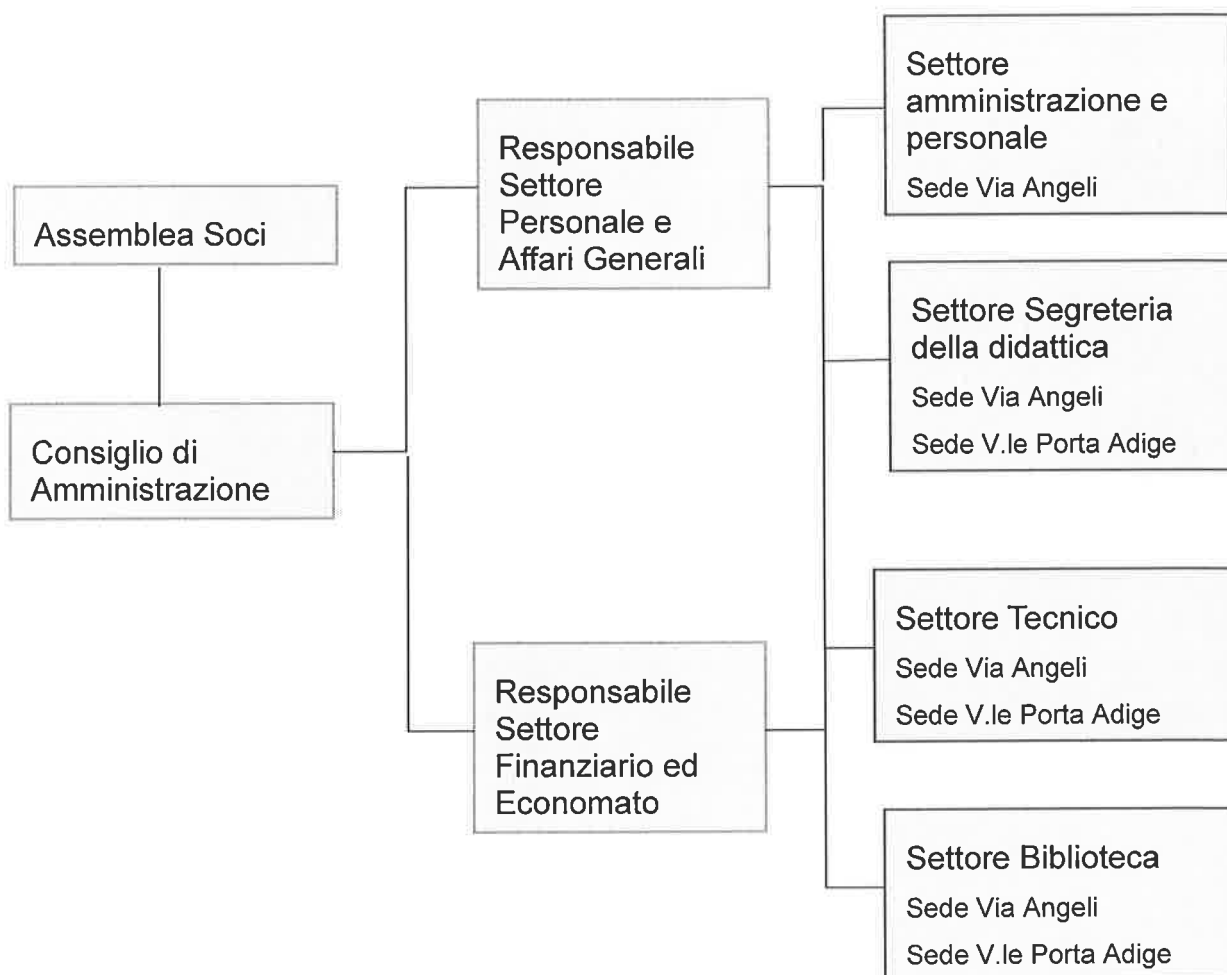 Assemblea Soci
Consiglio di
Amministrazione
Responsabile
Settore
Personale e
Affari Generali
Responsabile
Settore
Finanziario ed
Economato
Settore
amministrazione e
personale
Sede Via Angeli
Settore Segreteria
della didattica
Sede Via Angeli
Sede V.le Porta Adige
Settore Tecnico
Sede Via Angeli
Sede V.le Porta Adige
Settore Biblioteca
Sede Via Angeli
Sede V.le Porta Adige